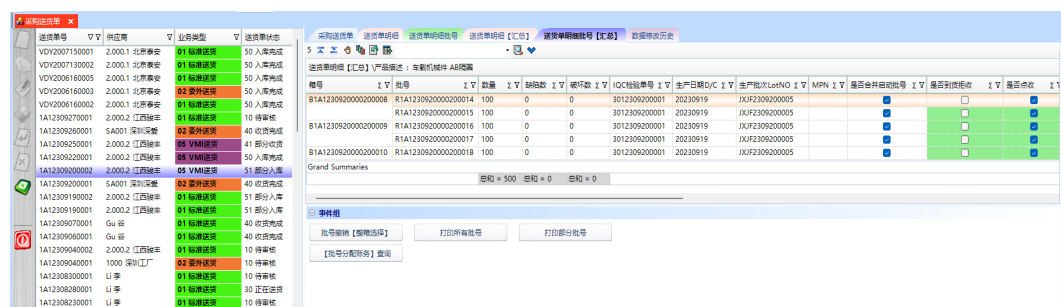 采购送货单 ×
送货单号 供应商 业务类型 送货单状态
VDY2007150001 2.000.1 北京泰安 01 标准送货 50 入库完成
VDY2007130002 2.000.1 北京泰安 01 标准送货 50 入库完成
VDY2006160005 2.000.1 北京泰安 01 标准送货 50 入库完成
VDY2006160003 2.000.1 北京泰安 02 委外送货 50 入库完成
VDY2006160002 2.000.1 北京泰安 01 标准送货 50 入库完成
1A12309270001 2.000.2 江西骏丰 01 标准送货 10 待审核
1A12309260001 SA001 深圳深爱 02 委外送货 40 收货完成
1A12309250001 2.000.2 江西骏丰 05 VMI送货 41 部分收货
1A12309220001 2.000.2 江西骏丰 05 VMI送货 50 入库完成
1A12309200002 2.000.2 江西骏丰 05 VMI送货 51 部分入库
1A12309200001 SA001 深圳深爱 02 委外送货 40 收货完成
1A12309190002 2.000.2 江西骏丰 01 标准送货 51 部分入库
1A12309190001 2.000.2 江西骏丰 01 标准送货 51 部分入库
1A12309070001 Gu 谷 01 标准送货 40 收货完成
1A12309060001 Gu 谷 01 标准送货 40 收货完成
1A12309040002 2.000.2 江西骏丰 01 标准送货 10 待审核
1A12309040001 1000 深圳工厂 02 委外送货 10 待审核
1A12308300001 Li 李 01 标准送货 10 待审核
1A12308280001 Li 李 01 标准送货 30 正在送货
1A12308230001 Li 李 01 标准送货 10 待审核
采购送货单 送货单明细 送货单明细批号 送货单明细【汇总】 送货单明细批号【汇总】 数据修改历史
5
送货单明细【汇总】\产品描述 : 车载机械件 AB隔离
箱号 Σ 批号 Σ 数量 Σ 缺陷数 Σ 破坏数 Σ IQC检验单号 Σ 生产日期D/C Σ 生产批次LotNO Σ MPN Σ 是否合并启动批号 Σ 是否到货拒收 Σ 是否点收 Σ
B1A1230920000200008 R1A1230920000200014 100 0 0 3012309200001 20230919 JXJF2309200005
R1A1230920000200015 100 0 0 3012309200001 20230919 JXJF2309200005
B1A1230920000200009 R1A1230920000200016 100 0 0 3012309200001 20230919 JXJF2309200005
R1A1230920000200017 100 0 0 3012309200001 20230919 JXJF2309200005
B1A1230920000200010 R1A1230920000200018 100 0 0 3012309200001 20230919 JXJF2309200005
Grand Summaries
总和 = 500 总和 = 0 总和 = 0
事件组
批号撤销【整箱选择】 打印所有批号 打印部分批号
【批号分配账务】查询